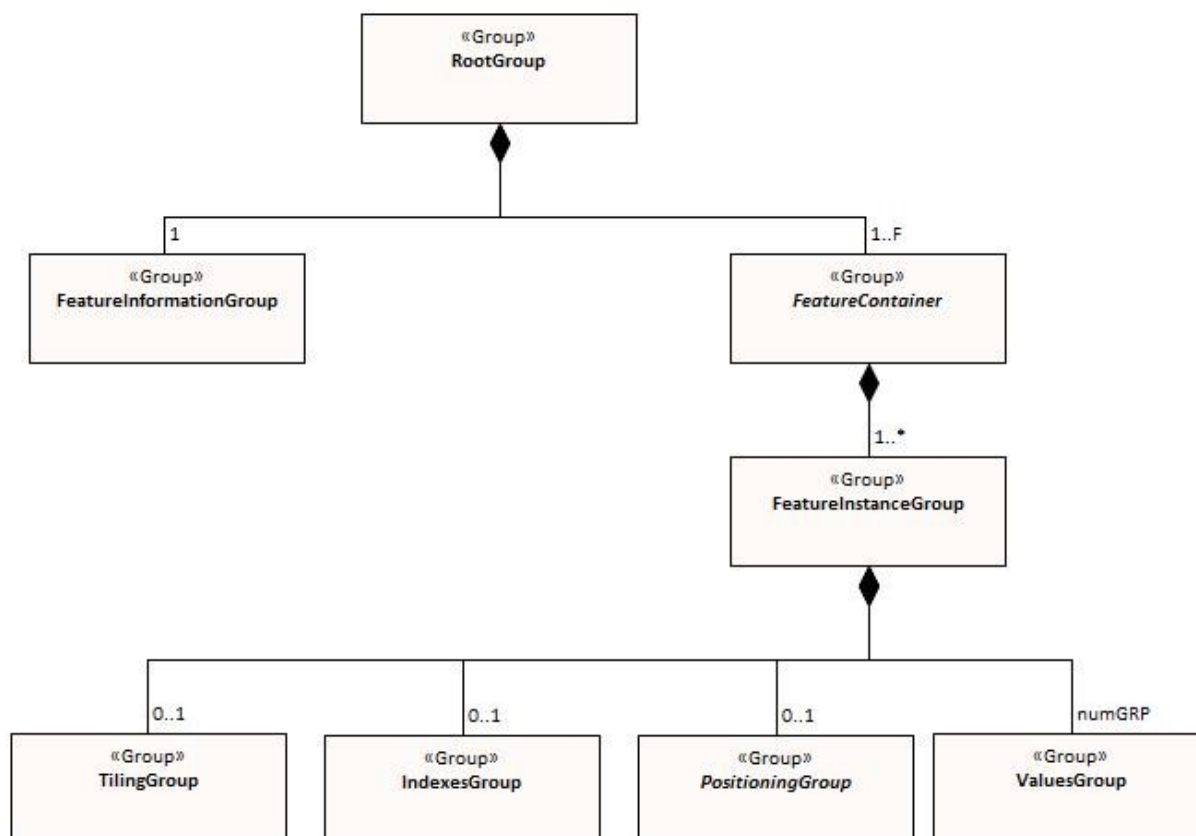 «Group»
RootGroup
1
1..F
«Group»
FeatureInformationGroup
«Group»
FeatureContainer
1..*
«Group»
FeatureInstanceGroup
0..1
0..1
0..1
numGRP
«Group»
TilingGroup
«Group»
IndexesGroup
«Group»
PositioningGroup
«Group»
ValuesGroup